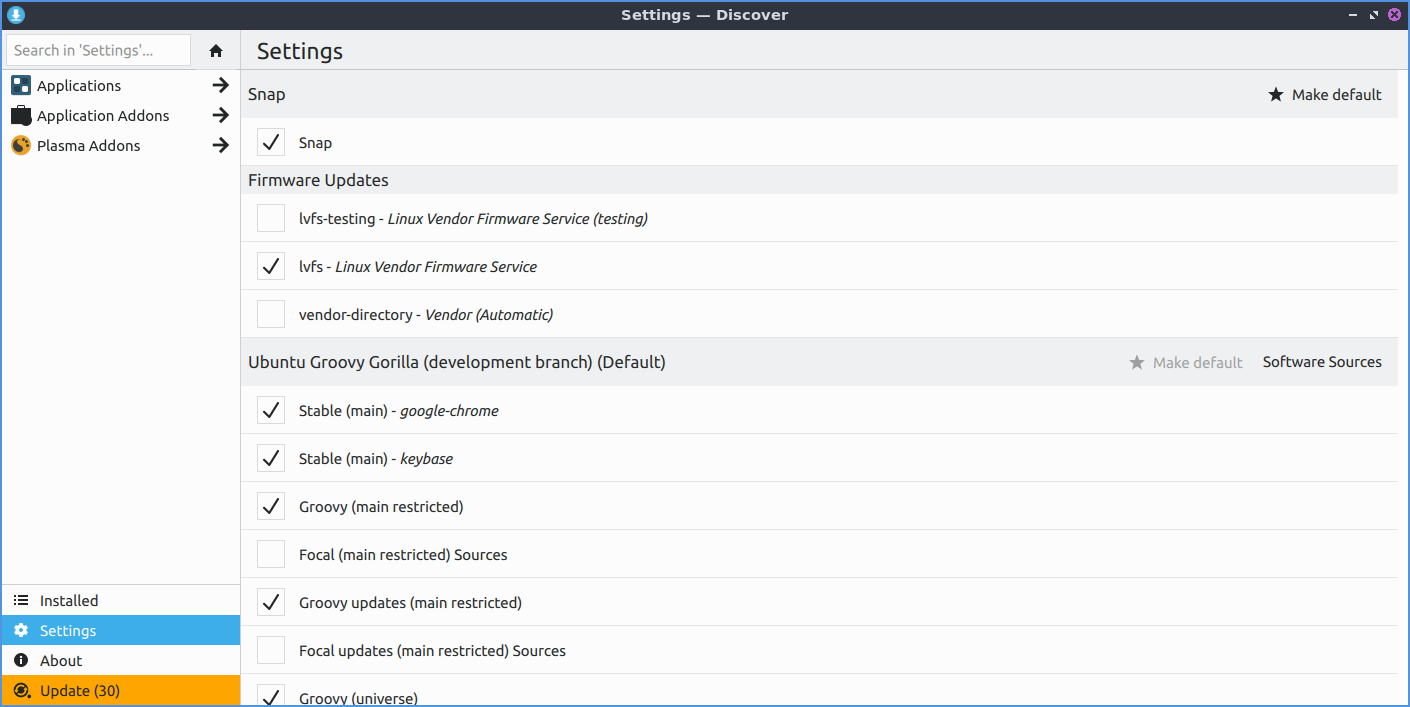 Settings — Discover
Search in 'Settings'...
Settings
Applications
Application Addons
Plasma Addons
Installed
Settings
About
Update (30)
Snap
Make default
Snap
Firmware Updates
lvfs-testing - Linux Vendor Firmware Service (testing)
lvfs - Linux Vendor Firmware Service
vendor-directory - Vendor (Automatic)
Ubuntu Groovy Gorilla (development branch) (Default)
Make default
Software Sources
Stable (main) - google-chrome
Stable (main) - keybase
Groovy (main restricted)
Focal (main restricted) Sources
Groovy updates (main restricted)
Focal updates (main restricted) Sources
Groovy (universe)